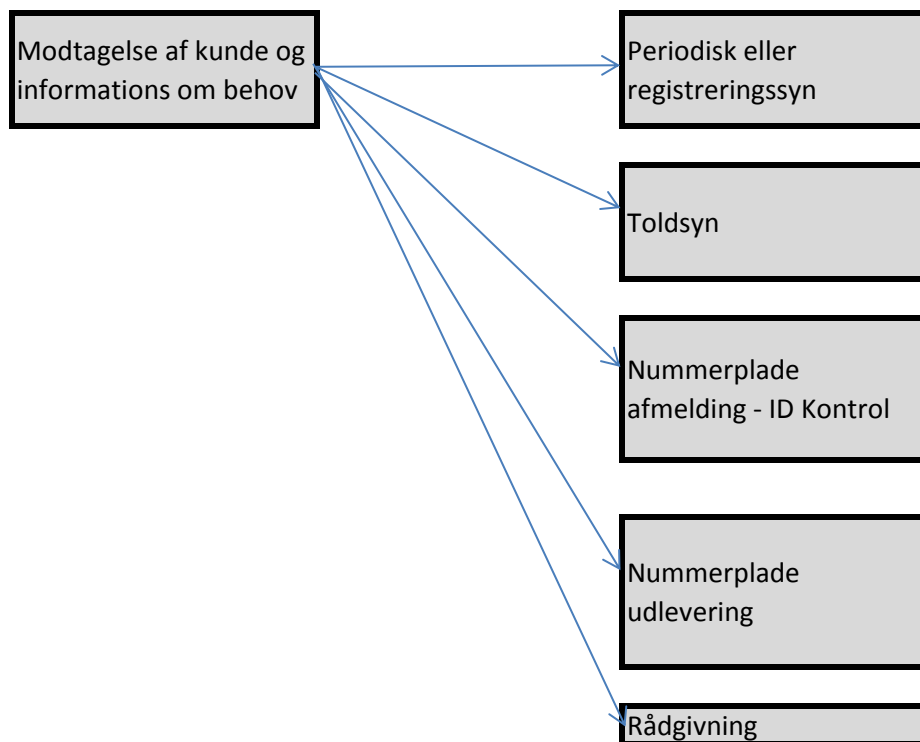 Modtagelse af kunde og
informations om behov
Periodisk eller
registreringssyn
Toldsyn
Nummerplade
afmelding - ID Kontrol
Nummerplade
udlevering
Rådgivning